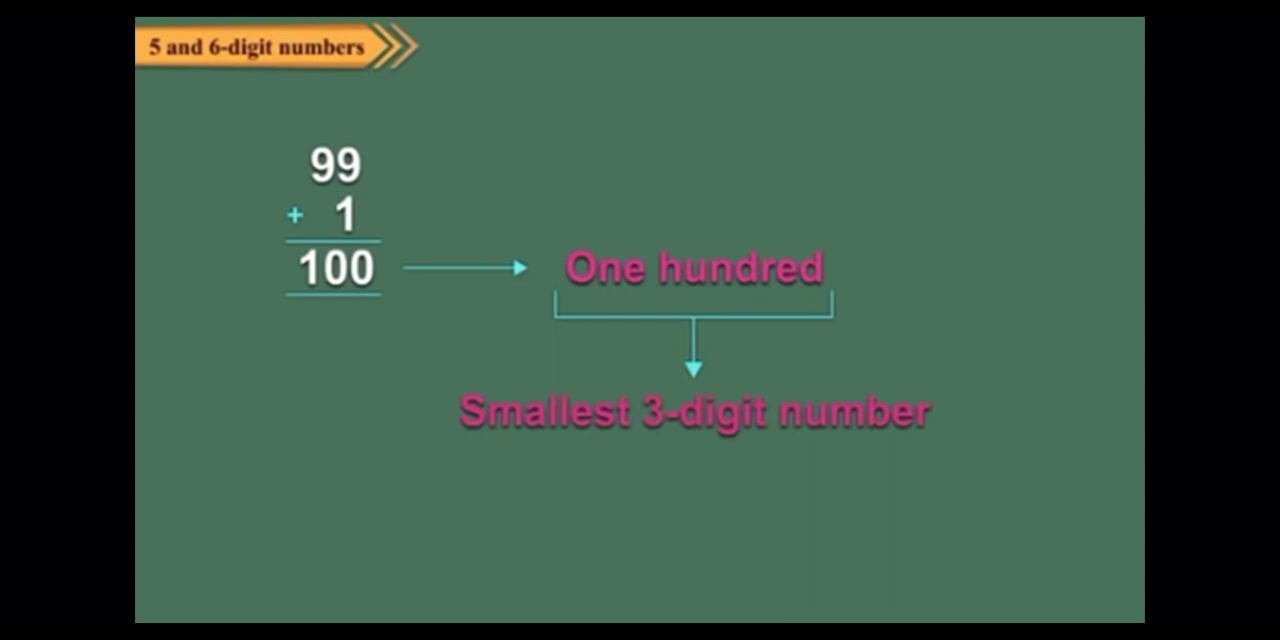 5 and 6-digit numbers
99
+ 1
100
One hundred
Smallest 3-digit number